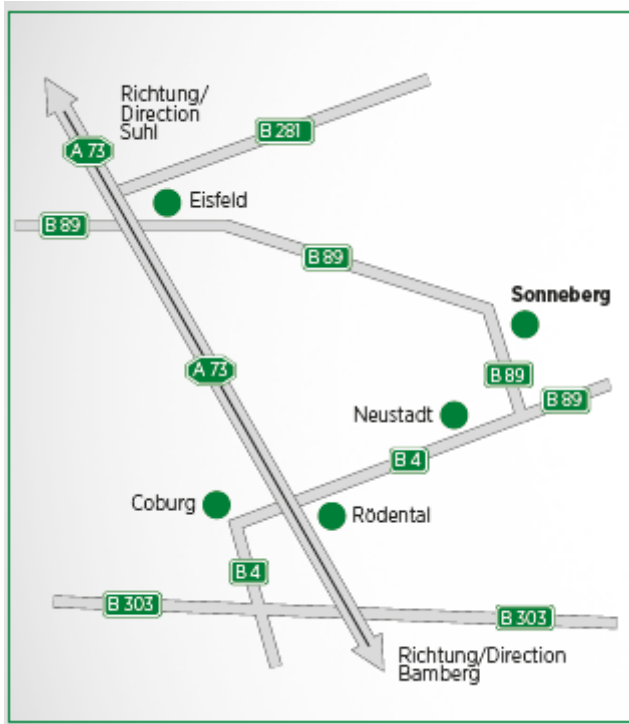 Richtung/
Direction
Suhl
B 281
A 73
Eisfeld
B 89
B 89
Sonneberg
A 73
B 89
B 89
Neustadt
B 4
Coburg
Rödental
B 4
B 303
B 303
Richtung/Direction
Bamberg